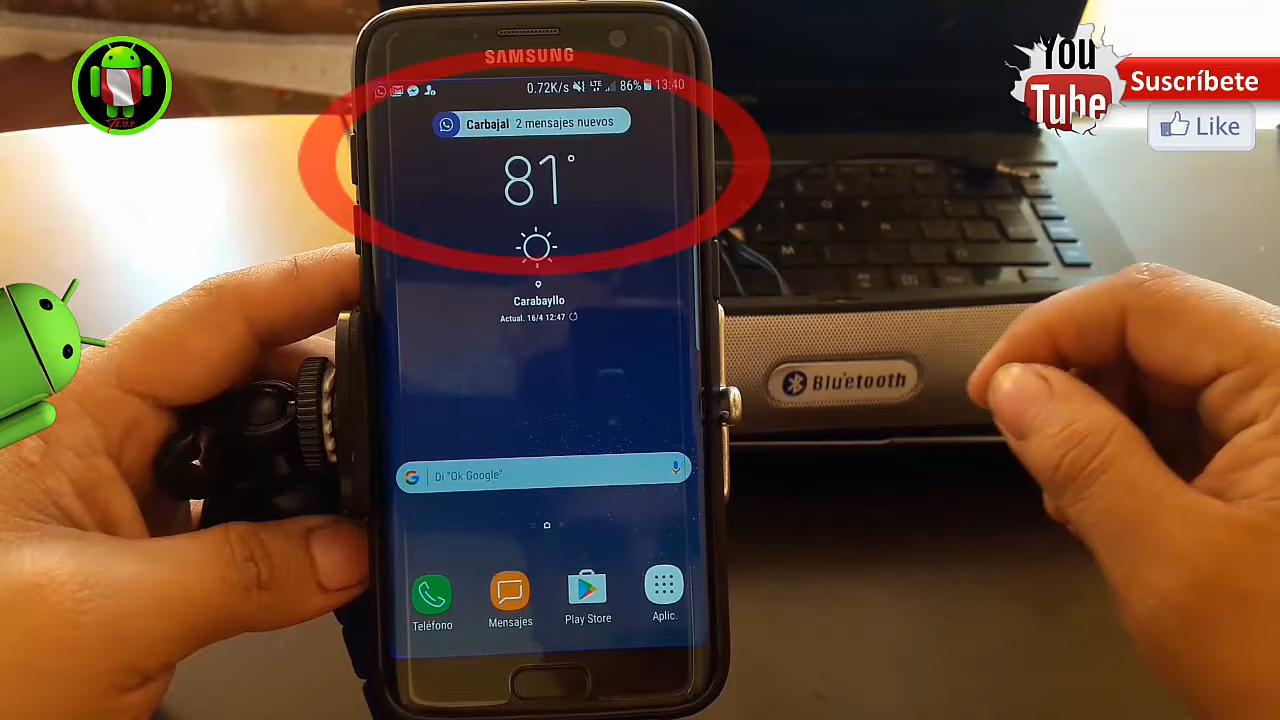 SAMSUNG
0.72K/s LTE 86% 13:40
Carbajal 2 mensajes nuevos
81°
Carabayllo
Actual. 16/4 12:47
Di "Ok Google".
Teléfono
Mensajes
Play Store
Aplic.
You
Tube
Suscríbete
Like
Bluetooth